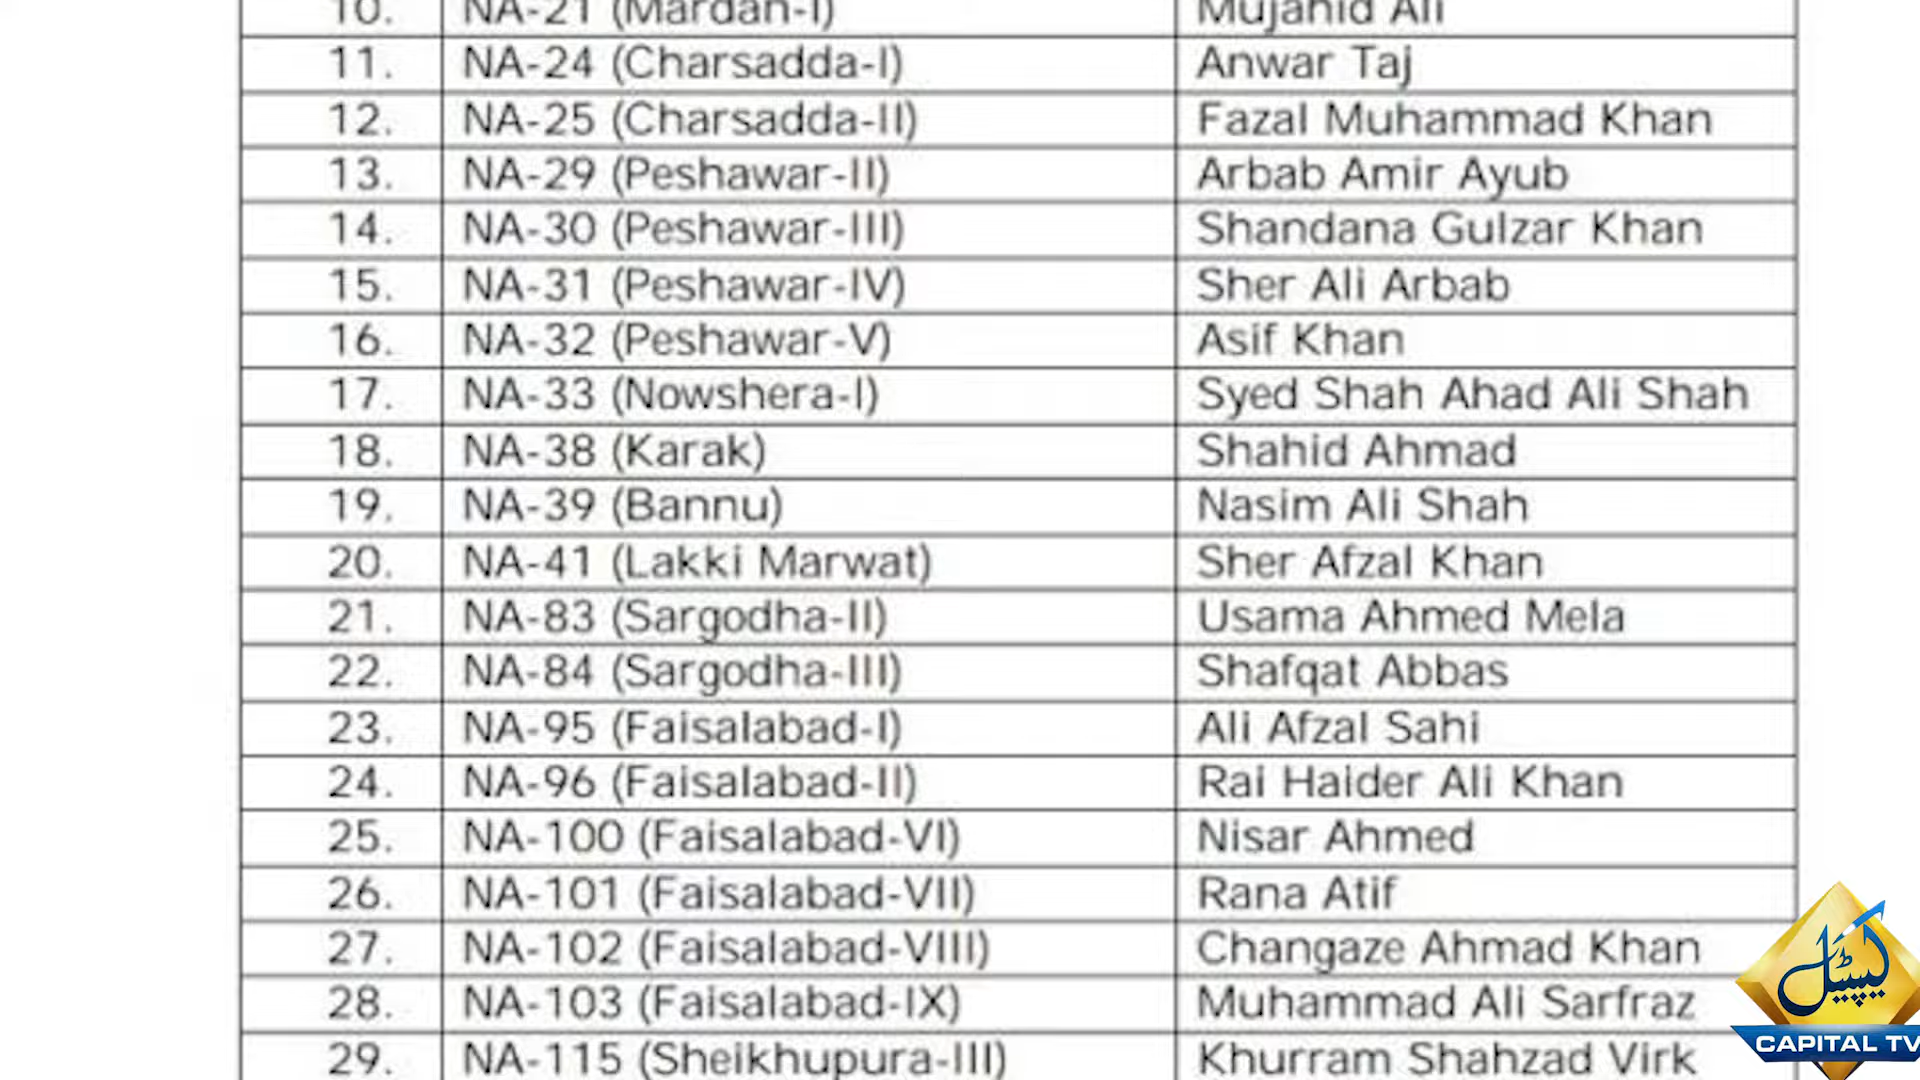 10. NA-21 (Mardan-I) Mujahid Ali
11. NA-24 (Charsadda-I) Anwar Taj
12. NA-25 (Charsadda-II) Fazal Muhammad Khan
13. NA-29 (Peshawar-II) Arbab Amir Ayub
14. NA-30 (Peshawar-III) Shandana Gulzar Khan
15. NA-31 (Peshawar-IV) Sher Ali Arbab
16. NA-32 (Peshawar-V) Asif Khan
17. NA-33 (Nowshera-I) Syed Shah Ahad Ali Shah
18. NA-38 (Karak) Shahid Ahmad
19. NA-39 (Bannu) Nasim Ali Shah
20. NA-41 (Lakki Marwat) Sher Afzal Khan
21. NA-83 (Sargodha-II) Usama Ahmed Mela
22. NA-84 (Sargodha-III) Shafqat Abbas
23. NA-95 (Faisalabad-I) Ali Afzal Sahi
24. NA-96 (Faisalabad-II) Rai Haider Ali Khan
25. NA-100 (Faisalabad-VI) Nisar Ahmed
26. NA-101 (Faisalabad-VII) Rana Atif
27. NA-102 (Faisalabad-VIII) Changaze Ahmad Khan
28. NA-103 (Faisalabad-IX) Muhammad Ali Sarfraz
29. NA-115 (Sheikhupura-III) Khurram Shahzad Virk
کیپیٹل
CAPITAL TV